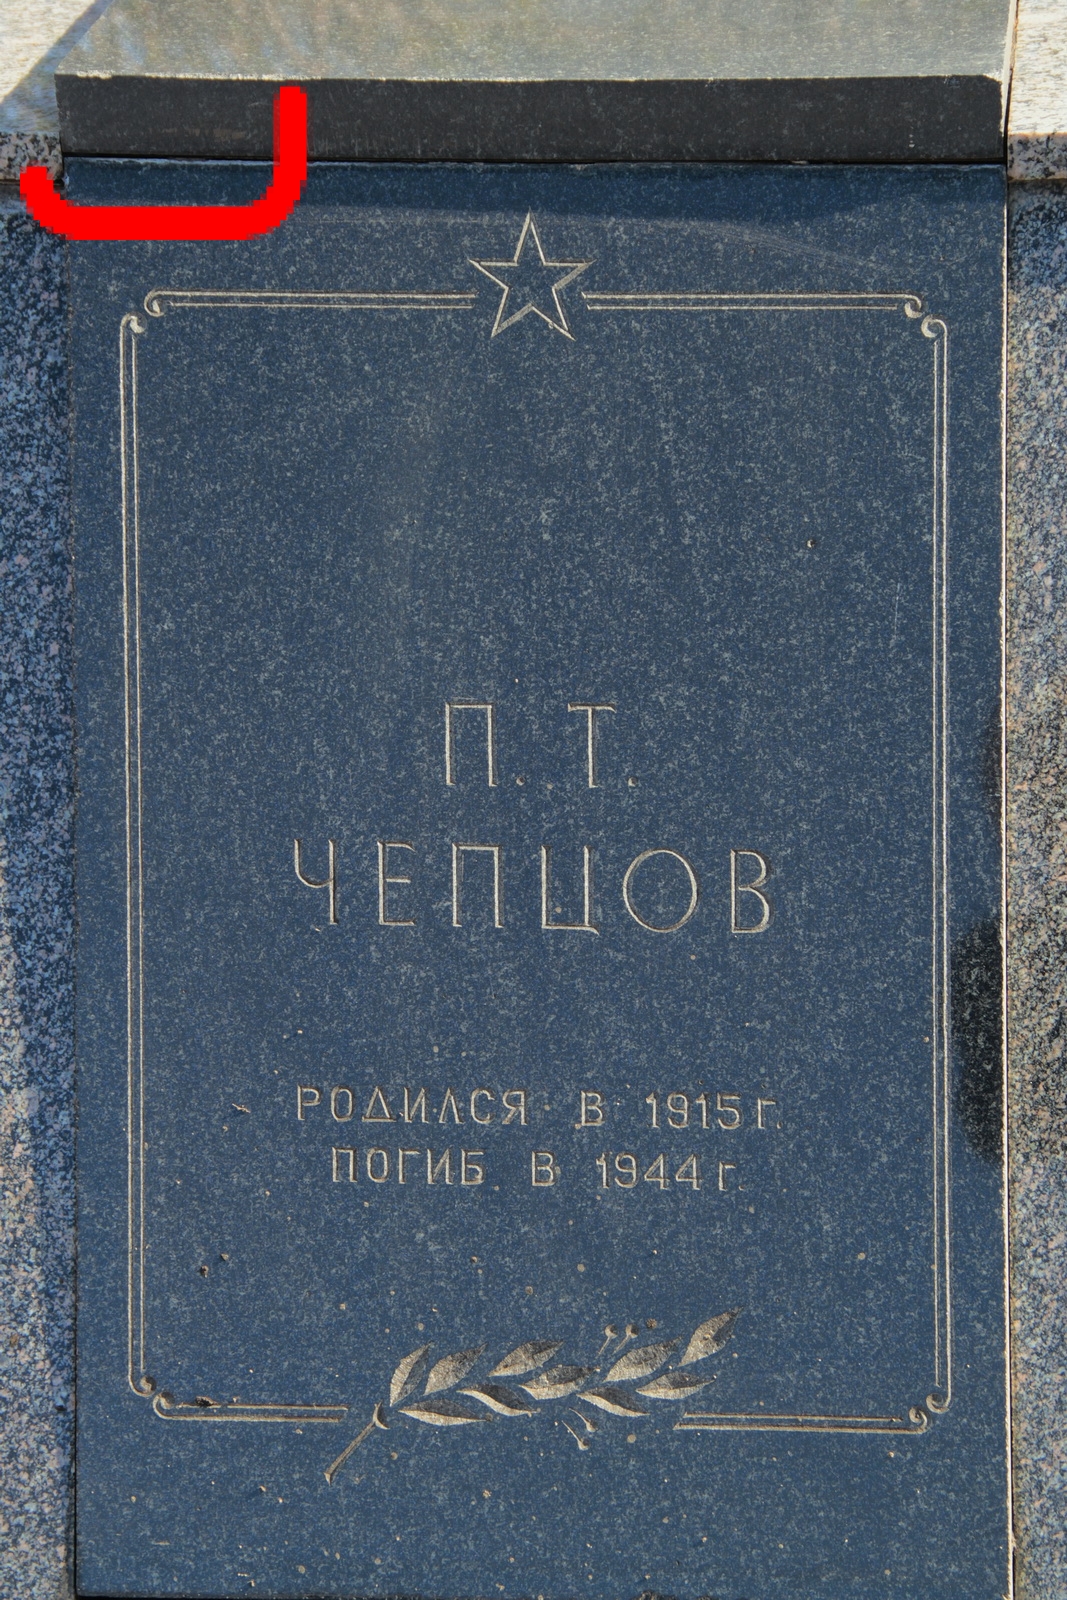 П. Т.
ЧЕПЦОВ
РОДИЛСЯ В 1915 г.
ПОГИБ В 1944 г.